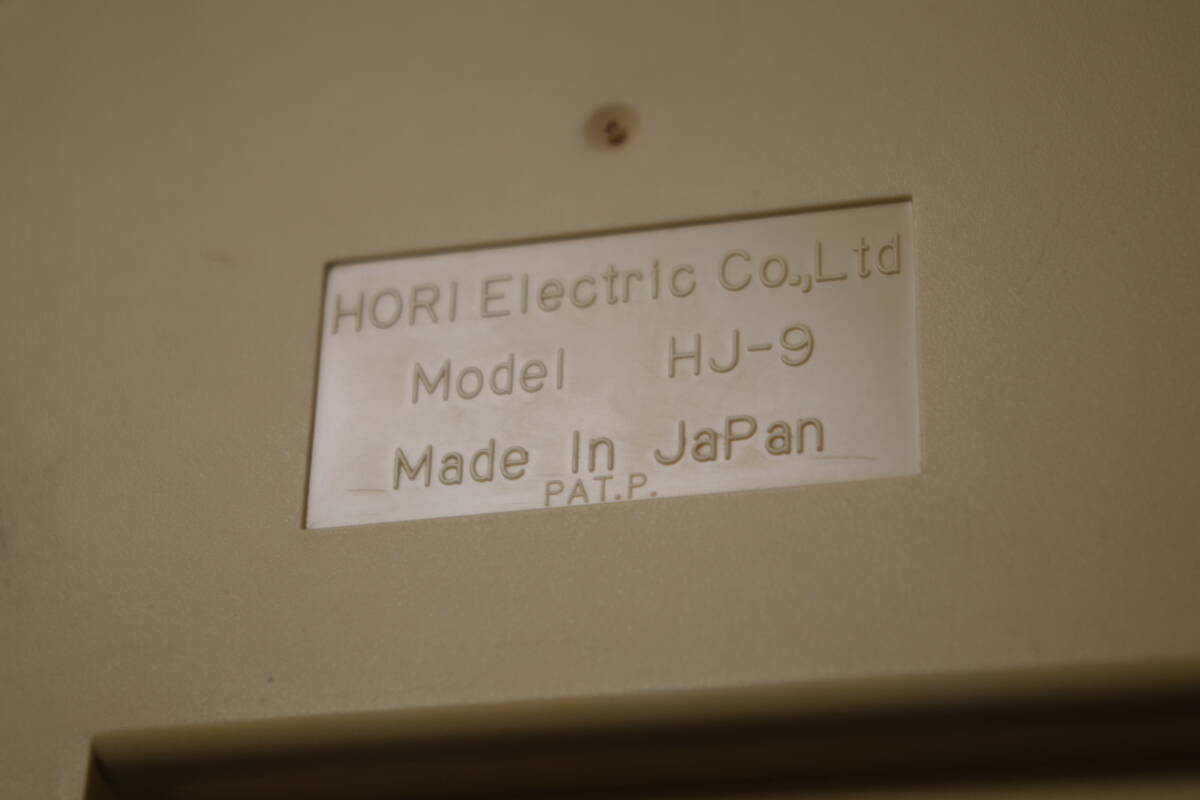 HORI Electric Co.,Ltd
Model HJ-9
Made In JaPan
PAT.P.